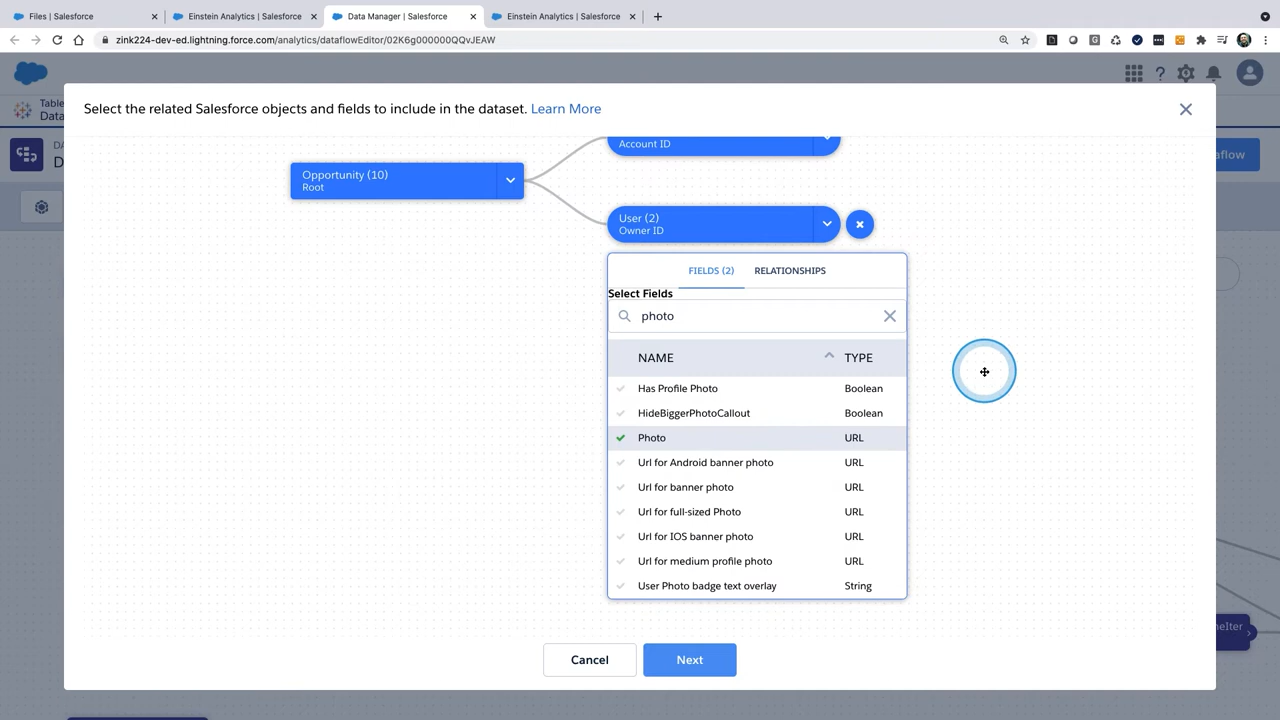 Files | Salesforce
Einstein Analytics | Salesforce
Data Manager | Salesforce
Einstein Analytics | Salesforce
zink224-dev-ed.lightning.force.com/analytics/dataflowEditor/02K6g000000QQvJEAW
Select the related Salesforce objects and fields to include in the dataset. Learn More
Table
Data
DA
D
aflow
Account ID
Opportunity (10)
Root
User (2)
Owner ID
FIELDS (2)
RELATIONSHIPS
Select Fields
photo
NAME
TYPE
Has Profile Photo
Boolean
HideBiggerPhotoCallout
Boolean
Photo
URL
Url for Android banner photo
URL
Url for banner photo
URL
Url for full-sized Photo
URL
Url for IOS banner photo
URL
Url for medium profile photo
URL
User Photo badge text overlay
String
helter
Cancel
Next